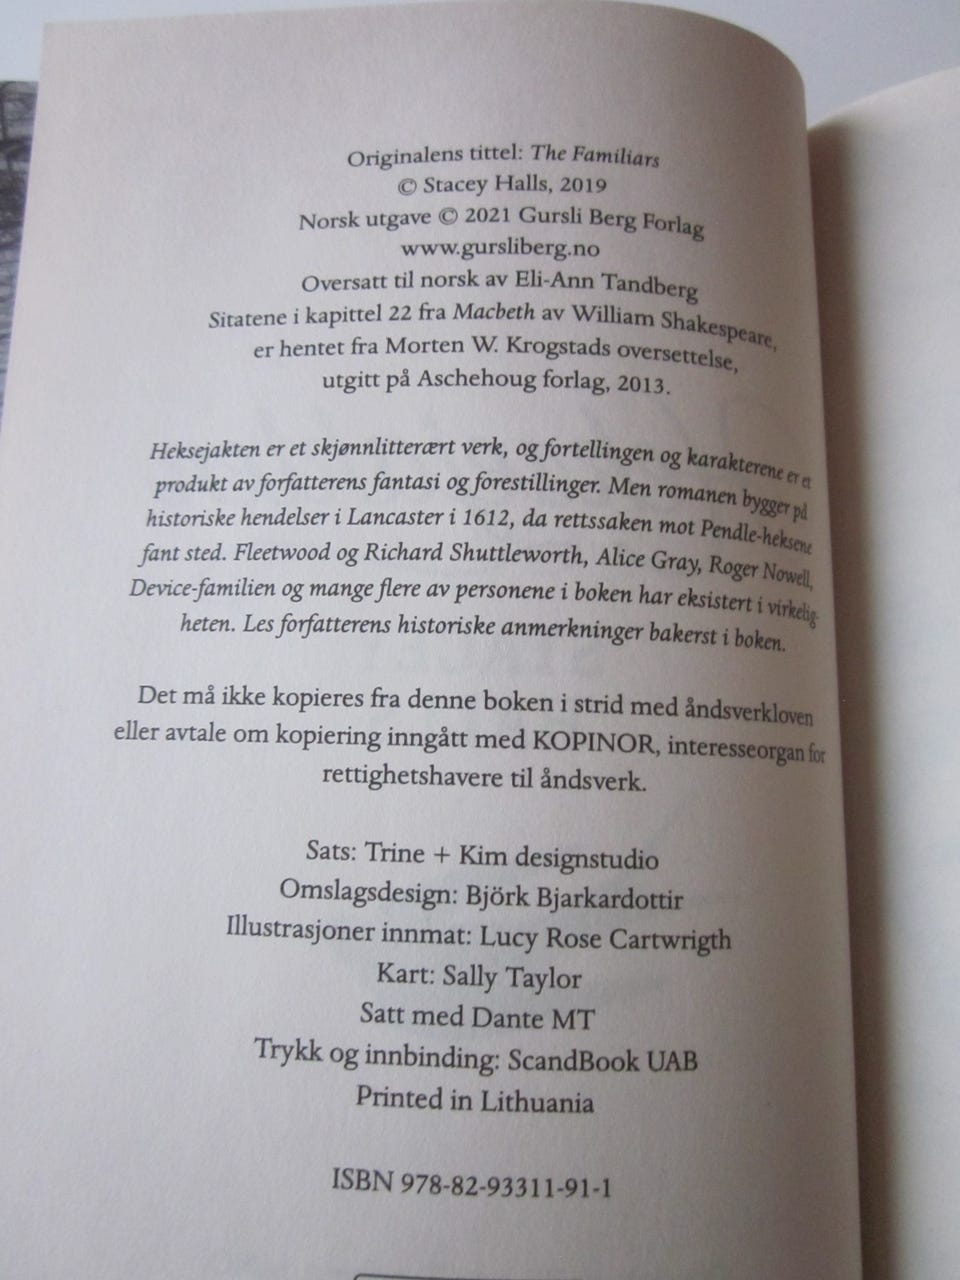 Originalens tittel: The Familiars
© Stacey Halls, 2019
Norsk utgave © 2021 Gursli Berg Forlag
www.gursliberg.no
Oversatt til norsk av Eli-Ann Tandberg
Sitatene i kapittel 22 fra Macbeth av William Shakespeare,
er hentet fra Morten W. Krogstads oversettelse,
utgitt på Aschehoug forlag, 2013.
Heksejakten er et skjønnlitterært verk, og fortellingen og karakterene er et
produkt av forfatterens fantasi og forestillinger. Men romanen bygger på
historiske hendelser i Lancaster i 1612, da rettssaken mot Pendle-heksene
fant sted. Fleetwood og Richard Shuttleworth, Alice Gray, Roger Nowell,
Device-familien og mange flere av personene i boken har eksistert i virkelig-
heten. Les forfatterens historiske anmerkninger bakerst i boken.
Det må ikke kopieres fra denne boken i strid med åndsverkloven
eller avtale om kopiering inngått med KOPINOR, interesseorgan for
rettighetshavere til åndsverk.
Sats: Trine + Kim designstudio
Omslagsdesign: Björk Bjarkardottir
Illustrasjoner innmat: Lucy Rose Cartwrigth
Kart: Sally Taylor
Satt med Dante MT
Trykk og innbinding: ScandBook UAB
Printed in Lithuania
ISBN 978-82-93311-91-1